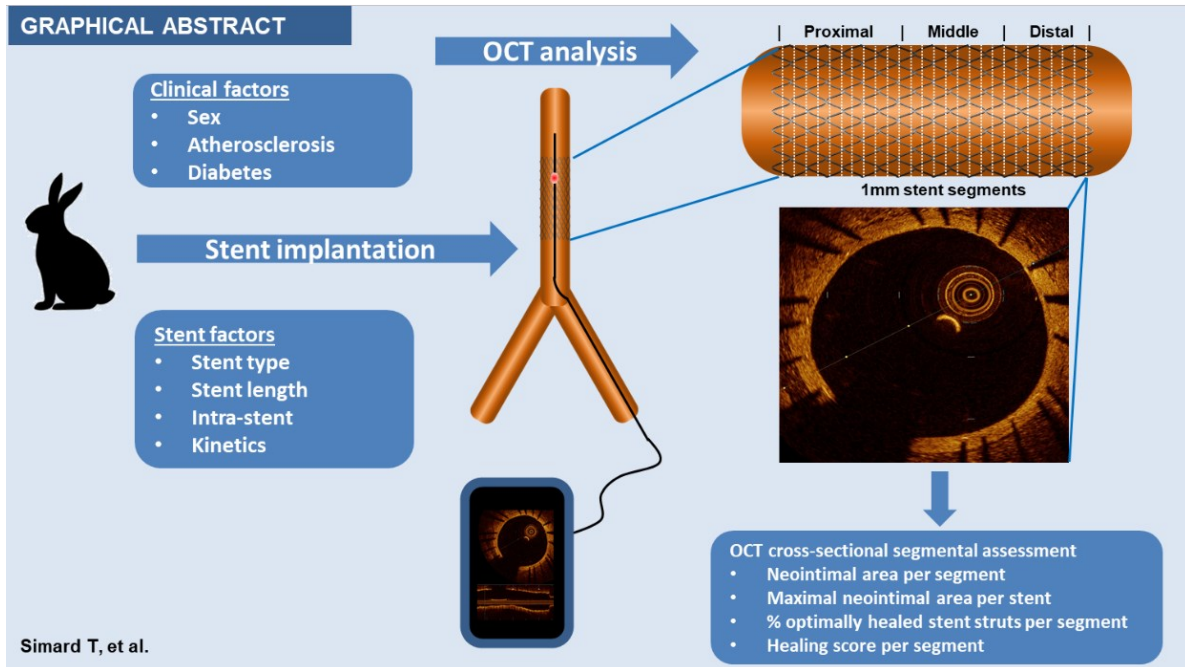 GRAPHICAL ABSTRACT
OCT analysis
| Proximal | Middle | Distal |
Clinical factors
• Sex
• Atherosclerosis
• Diabetes
1mm stent segments
Stent implantation
Stent factors
• Stent type
• Stent length
• Intra-stent
• Kinetics
OCT cross-sectional segmental assessment
• Neointimal area per segment
• Maximal neointimal area per stent
• % optimally healed stent struts per segment
• Healing score per segment
Simard T, et al.